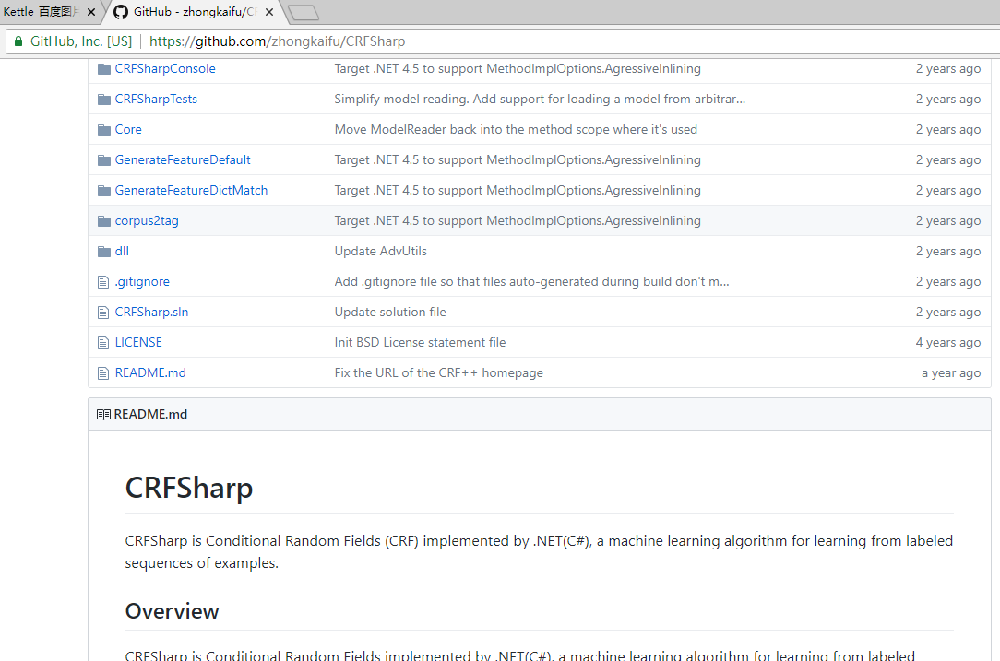 Kettle_百度图片
GitHub - zhongkaifu/CF
GitHub, Inc. [US] | https://github.com/zhongkaifu/CRFSharp
CRFSharpConsole Target .NET 4.5 to support MethodImplOptions.AgressiveInlining 2 years ago
CRFSharpTests Simplify model reading. Add support for loading a model from arbitrar... 2 years ago
Core Move ModelReader back into the method scope where it's used 2 years ago
GenerateFeatureDefault Target .NET 4.5 to support MethodImplOptions.AgressiveInlining 2 years ago
GenerateFeatureDictMatch Target .NET 4.5 to support MethodImplOptions.AgressiveInlining 2 years ago
corpus2tag Target .NET 4.5 to support MethodImplOptions.AgressiveInlining 2 years ago
dll Update AdvUtils 2 years ago
.gitignore Add .gitignore file so that files auto-generated during build don't m... 2 years ago
CRFSharp.sln Update solution file 2 years ago
LICENSE Init BSD License statement file 4 years ago
README.md Fix the URL of the CRF++ homepage a year ago
README.md
CRFSharp
CRFSharp is Conditional Random Fields (CRF) implemented by .NET(C#), a machine learning algorithm for learning from labeled
sequences of examples.
Overview
CRFSharp is Conditional Random Fields implemented by .NET(C#), a machine learning algorithm for learning from labeled